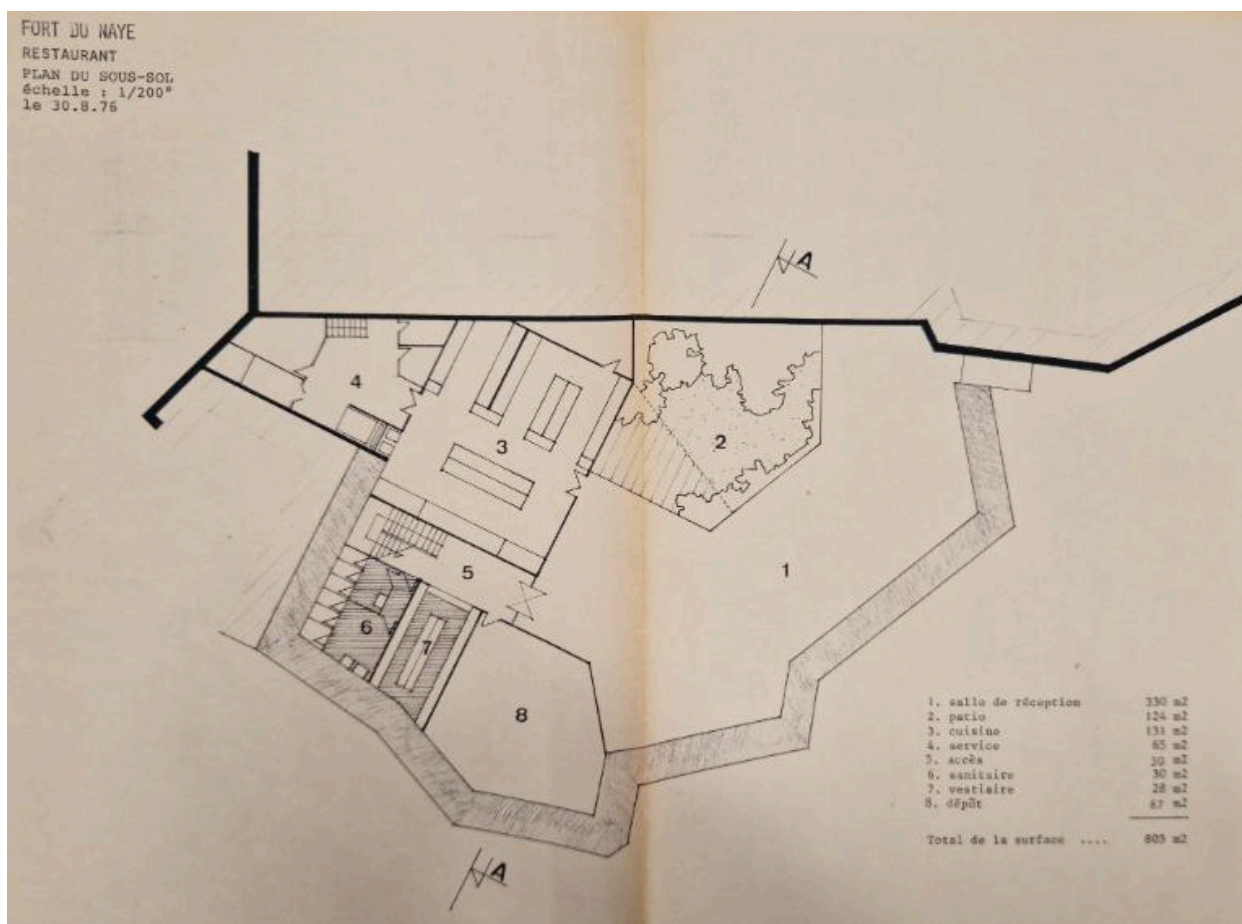 FORT DU NAYE
RESTAURANT
PLAN DU SOUS-SOL
échelle : 1/200°
le 30.8.76
A
4
3
2
1
5
6
7
8
A
1. salle de réception 330 m2
2. patio 124 m2
3. cuisine 131 m2
4. service 65 m2
5. accès 30 m2
6. sanitaire 30 m2
7. vestiaire 28 m2
8. dépôt 67 m2
Total de la surface .... 805 m2